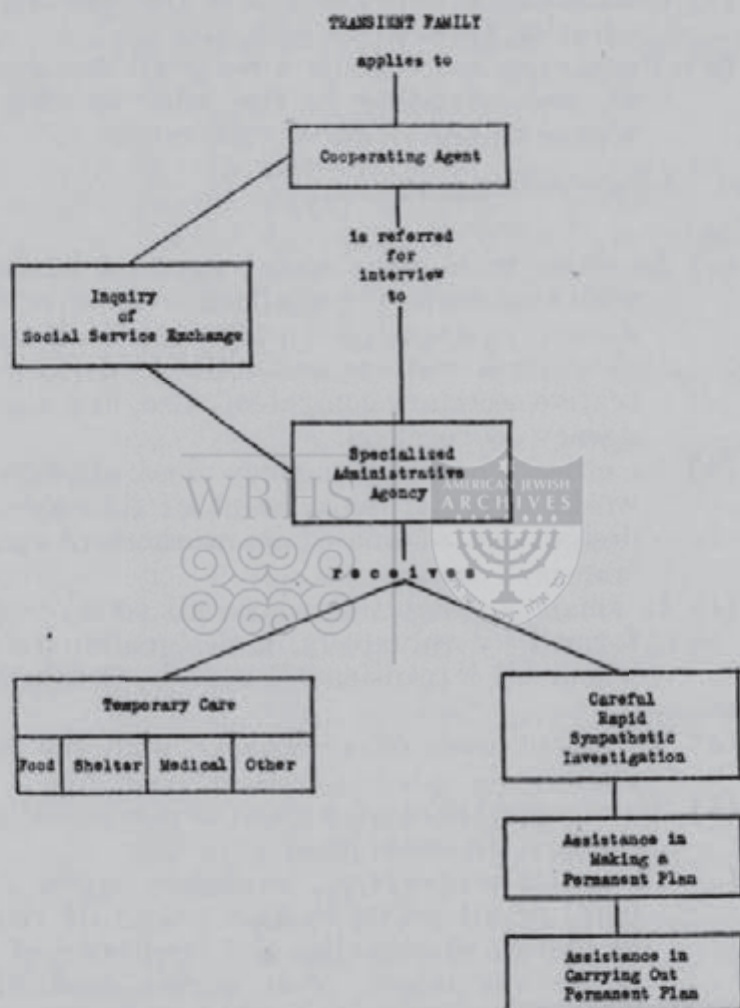 TRANSIENT FAMILY
applies to
Cooperating Agent
is referred
for
interview
to
Inquiry
of
Social Service Exchange
Specialized
Administrative
Agency
WRHS
AMERICAN JEWISH
ARCHIVES
receives
Temporary Care
Food Shelter Medical Other
Careful
Rapid
Sympathetic
Investigation
Assistance in
Making a
Permanent Plan
Assistance in
Carrying Out
Permanent Plan